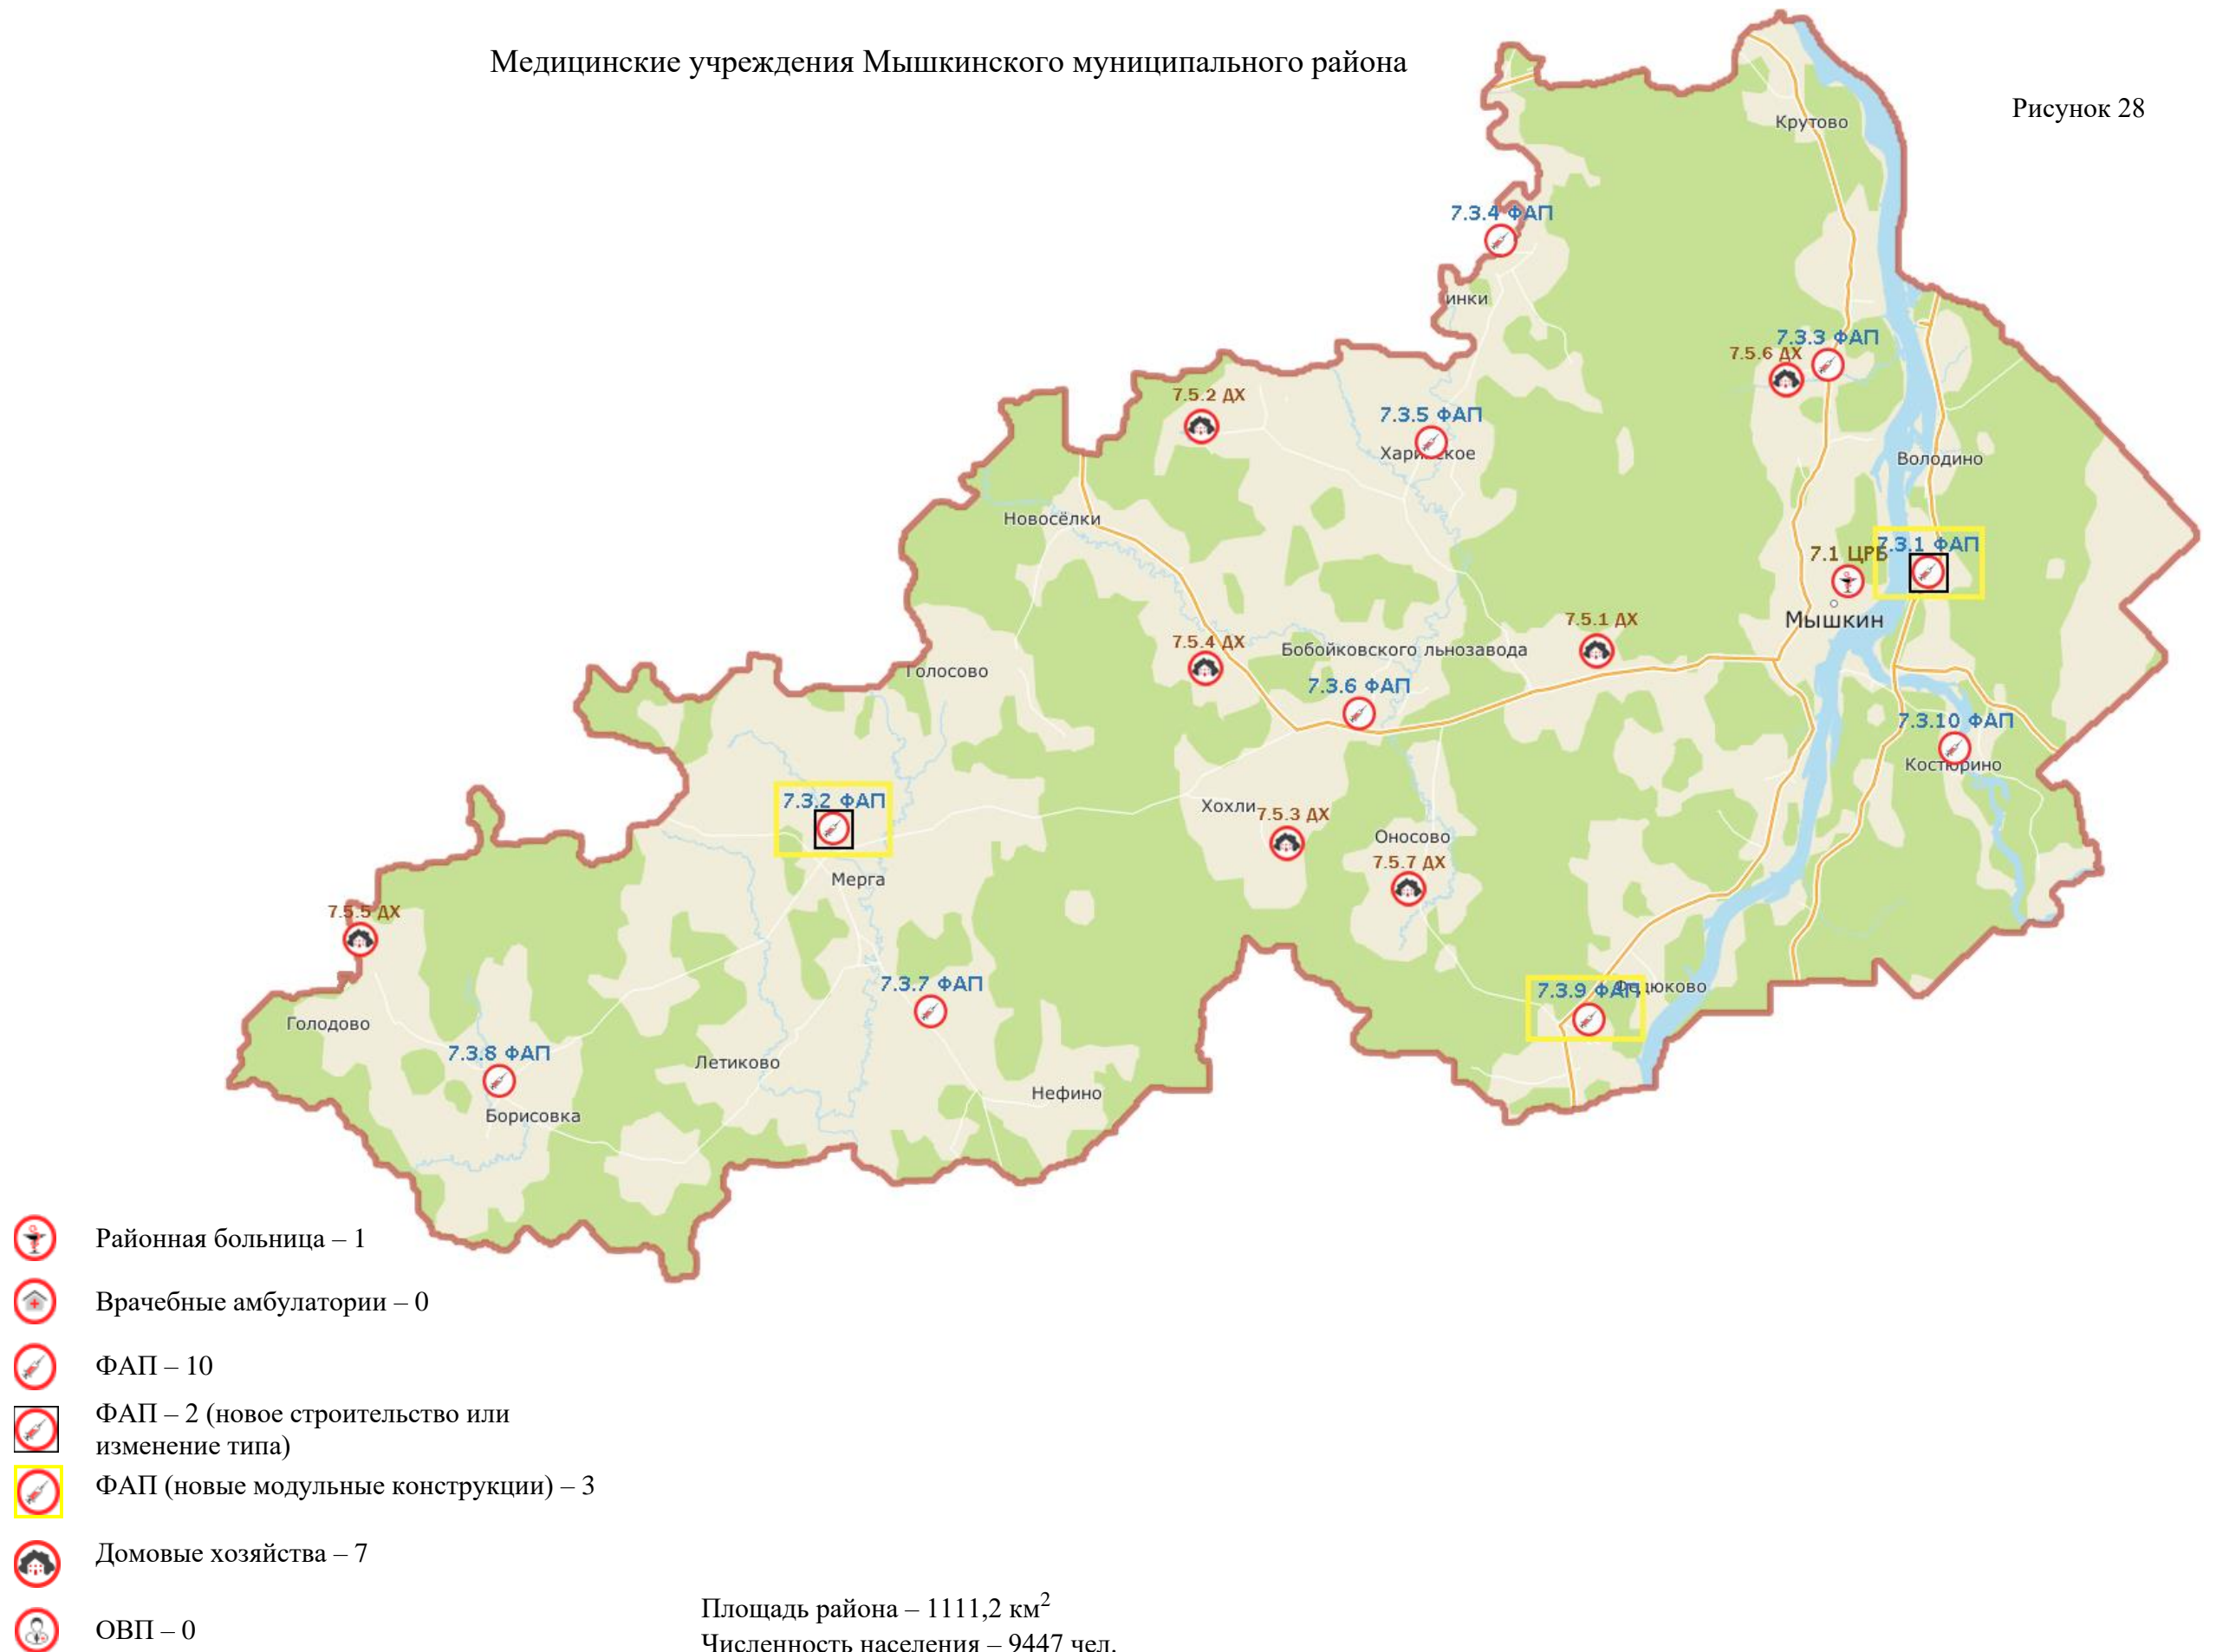 Медицинские учреждения Мышкинского муниципального района
Рисунок 28
Крутово
7.3.4 ФАП
инки
7.3.3 ФАП
7.5.6 ДХ
7.5.2 ДХ
7.3.5 ФАП
Володино
Новосёлки
7.3.1 ФАП
7.1 ЦРБ
Мышкин
7.5.1 ДХ
7.5.4 ДХ
Бобойковского льнозавода
Голосово
7.3.6 ФАП
7.3.10 ФАП
Костюрино
7.3.2 ФАП
Хохли
7.5.3 ДХ
Оносово
7.5.7 ДХ
Мерга
7.5.5 ДХ
7.3.7 ФАП
7.3.9 ФАП
Федюково
Голодово
7.3.8 ФАП
Летиково
Нефино
Борисовка
Районная больница – 1
Врачебные амбулатории – 0
ФАП – 10
ФАП – 2 (новое строительство или
изменение типа)
ФАП (новые модульные конструкции) – 3
Домовые хозяйства – 7
ОВП – 0
Площадь района – 1111,2 км²
Численность населения – 9447 чел.